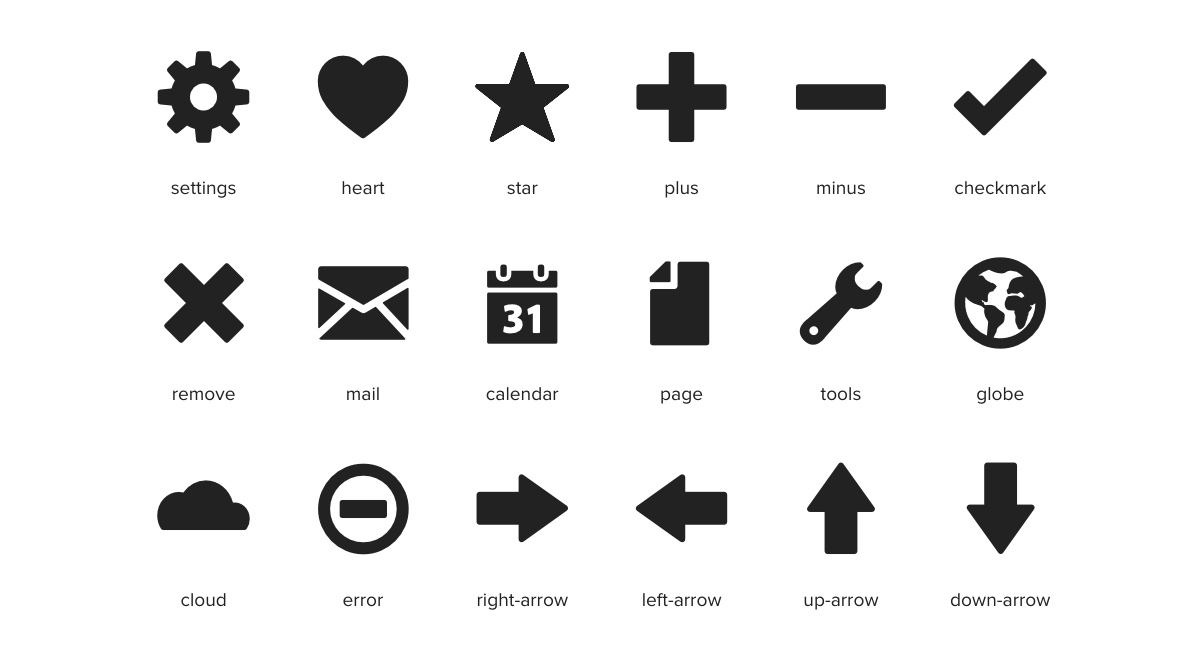 settings heart star plus minus checkmark
31
remove mail calendar page tools globe
cloud error right-arrow left-arrow up-arrow down-arrow